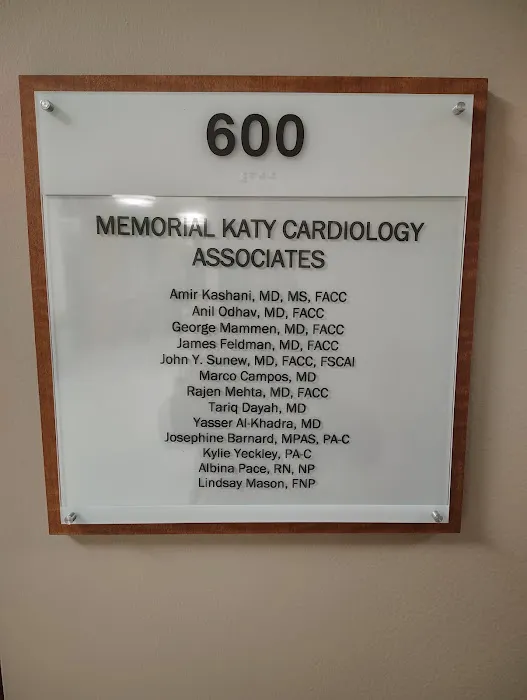 600
MEMORIAL KATY CARDIOLOGY
ASSOCIATES
Amir Kashani, MD, MS, FACC
Anil Odhav, MD, FACC
George Mammen, MD, FACC
James Feldman, MD, FACC
John Y. Sunew, MD, FACC, FSCAI
Marco Campos, MD
Rajen Mehta, MD, FACC
Tariq Dayah, MD
Yasser Al-Khadra, MD
Josephine Barnard, MPAS, PA-C
Kylie Yeckley, PA-C
Albina Pace, RN, NP
Lindsay Mason, FNP